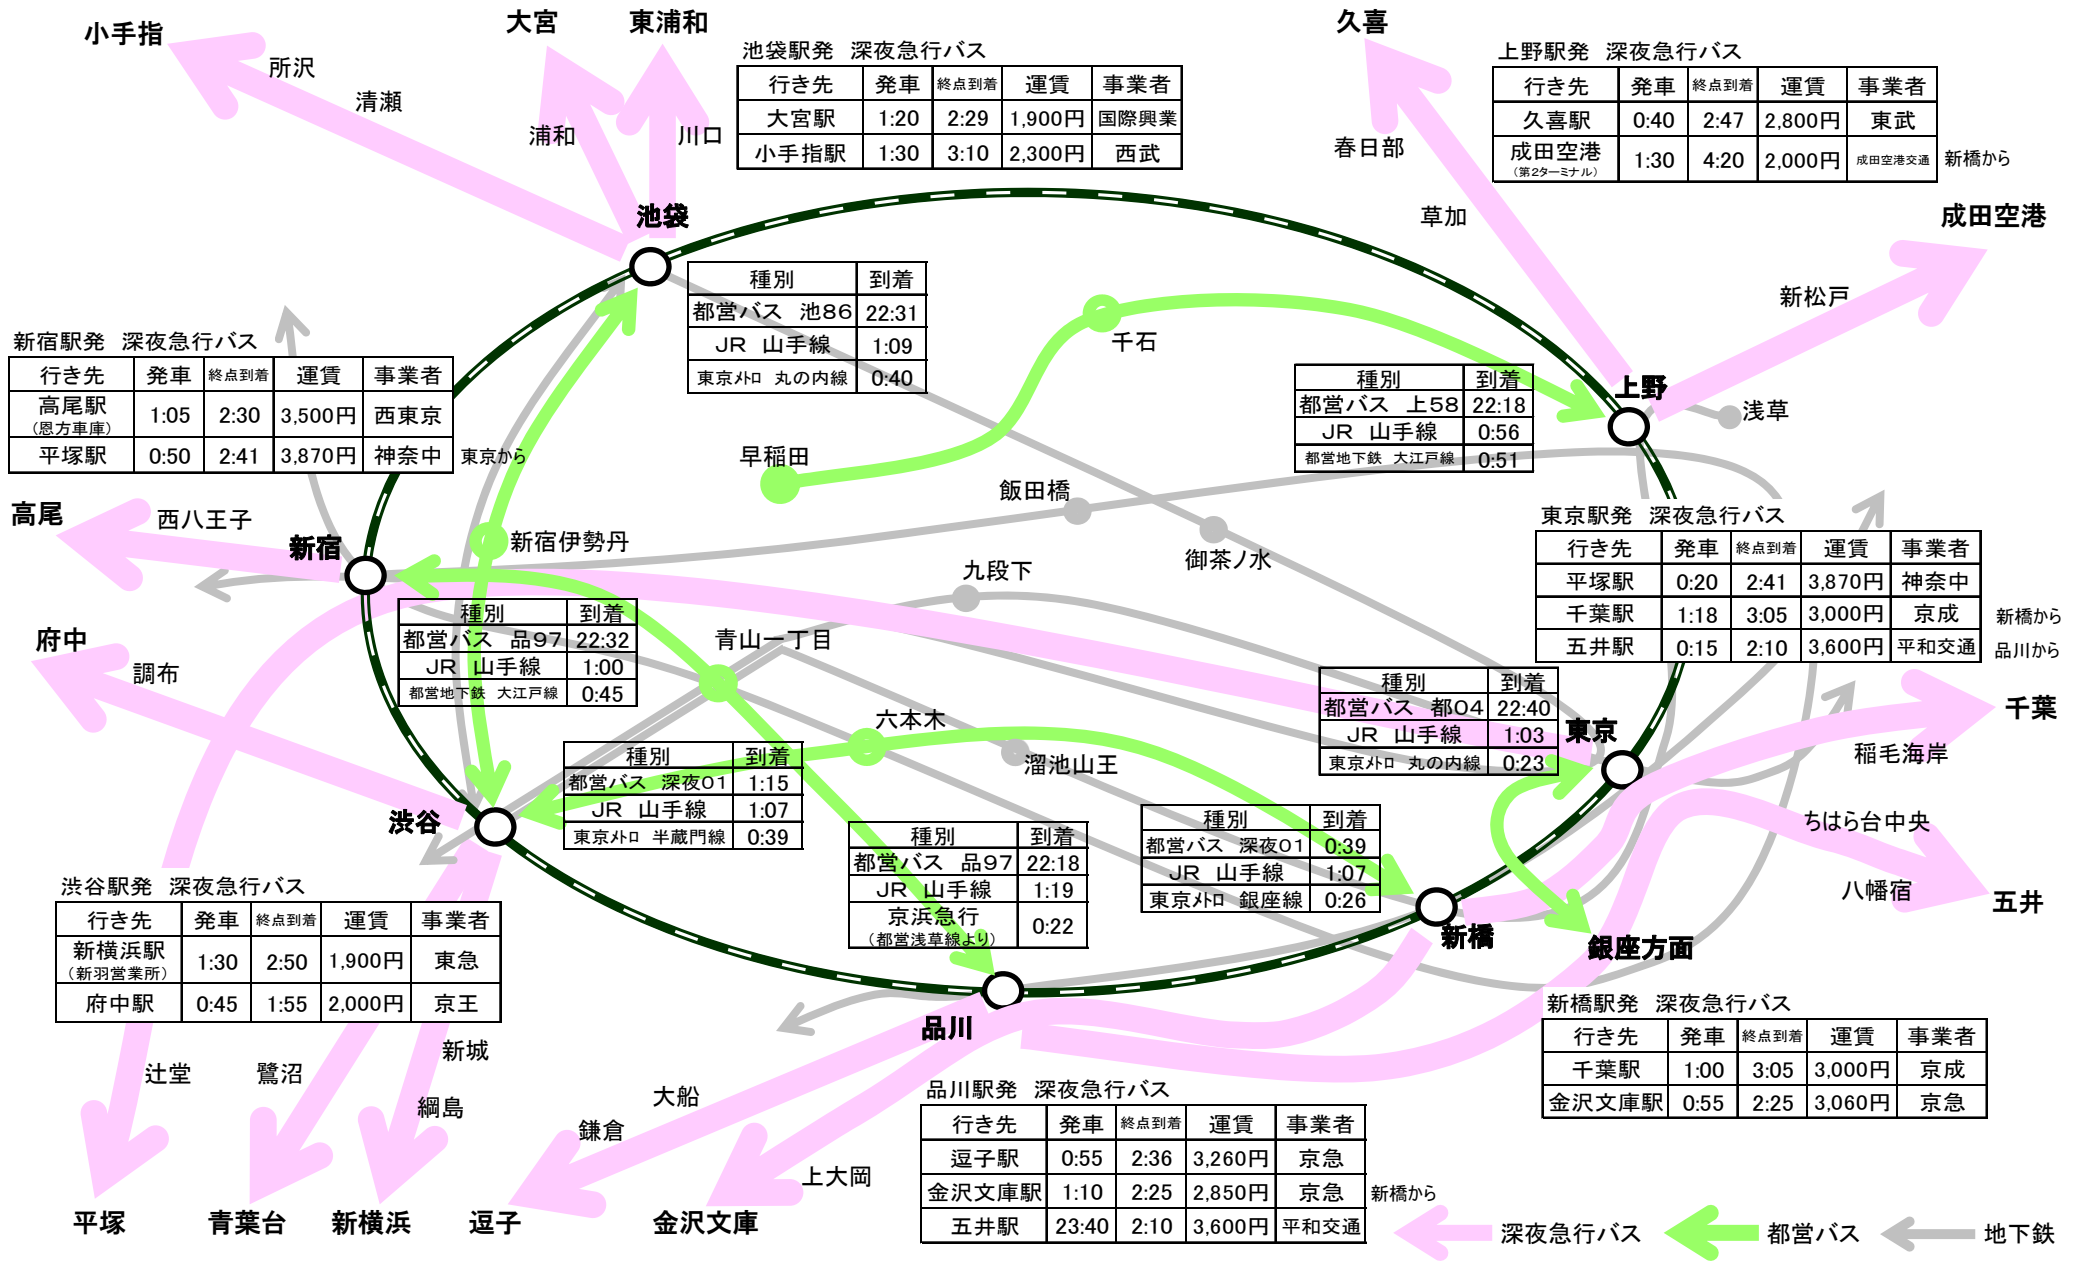 小手指
所沢
清瀬
大宮
東浦和
浦和
川口
池袋駅発 深夜急行バス
行き先 発車 終点到着 運賃 事業者
大宮駅 1:20 2:29 1,900円 国際興業
小手指駅 1:30 3:10 2,300円 西武
久喜
春日部
草加
上野駅発 深夜急行バス
行き先 発車 終点到着 運賃 事業者
久喜駅 0:40 2:47 2,800円 東武
成田空港
(第2ターミナル) 1:30 4:20 2,000円 成田空港交通 新橋から
成田空港
新松戸
池袋
種別 到着
都営バス 池86 22:31
JR 山手線 1:09
東京メトロ 丸の内線 0:40
千石
早稲田
上野
浅草
種別 到着
都営バス 上58 22:18
JR 山手線 0:56
都営地下鉄 大江戸線 0:51
新宿駅発 深夜急行バス
行き先 発車 終点到着 運賃 事業者
高尾駅
(恩方車庫) 1:05 2:30 3,500円 西東京
平塚駅 0:50 2:41 3,870円 神奈中 東京から
高尾
西八王子
新宿
新宿伊勢丹
飯田橋
御茶ノ水
九段下
東京駅発 深夜急行バス
行き先 発車 終点到着 運賃 事業者
平塚駅 0:20 2:41 3,870円 神奈中
千葉駅 1:18 3:05 3,000円 京成 新橋から
五井駅 0:15 2:10 3,600円 平和交通 品川から
種別 到着
都営バス 品97 22:32
JR 山手線 1:00
都営地下鉄 大江戸線 0:45
府中
調布
青山一丁目
六本木
溜池山王
種別 到着
都営バス 都04 22:40
JR 山手線 1:03
東京メトロ 丸の内線 0:23
東京
千葉
稲毛海岸
ちはら台中央
八幡宿
五井
渋谷
種別 到着
都営バス 深夜01 1:15
JR 山手線 1:07
東京メトロ 半蔵門線 0:39
種別 到着
都営バス 品97 22:18
JR 山手線 1:19
京浜急行
(都営浅草線より) 0:22
種別 到着
都営バス 深夜01 0:39
JR 山手線 1:07
東京メトロ 銀座線 0:26
新橋
銀座方面
品川
渋谷駅発 深夜急行バス
行き先 発車 終点到着 運賃 事業者
新横浜駅
(新羽営業所) 1:30 2:50 1,900円 東急
府中駅 0:45 1:55 2,000円 京王
新橋駅発 深夜急行バス
行き先 発車 終点到着 運賃 事業者
千葉駅 1:00 3:05 3,000円 京成
金沢文庫駅 0:55 2:25 3,060円 京急
辻堂
鷺沼
新城
綱島
大船
鎌倉
上大岡
品川駅発 深夜急行バス
行き先 発車 終点到着 運賃 事業者
逗子駅 0:55 2:36 3,260円 京急
金沢文庫駅 1:10 2:25 2,850円 京急 新橋から
五井駅 23:40 2:10 3,600円 平和交通
平塚
青葉台
新横浜
逗子
金沢文庫
深夜急行バス
都営バス
地下鉄